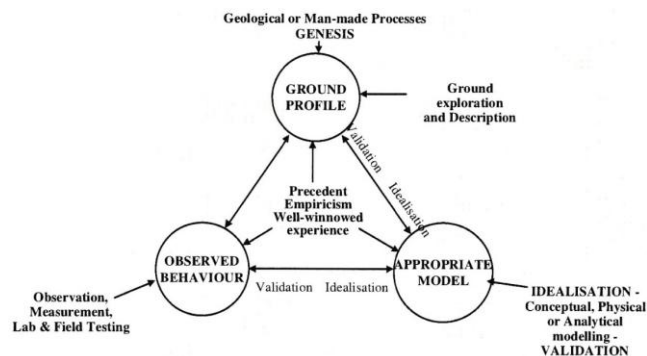 Geological or Man-made Processes
GENESIS
GROUND
PROFILE
Ground
exploration
and Description
Validation
Idealisation
Precedent
Empiricism
Well-winnowed
experience
OBSERVED
BEHAVIOUR
APPROPRIATE
MODEL
Validation Idealisation
Observation,
Measurement,
Lab & Field Testing
IDEALISATION -
Conceptual, Physical
or Analytical
modelling -
VALIDATION